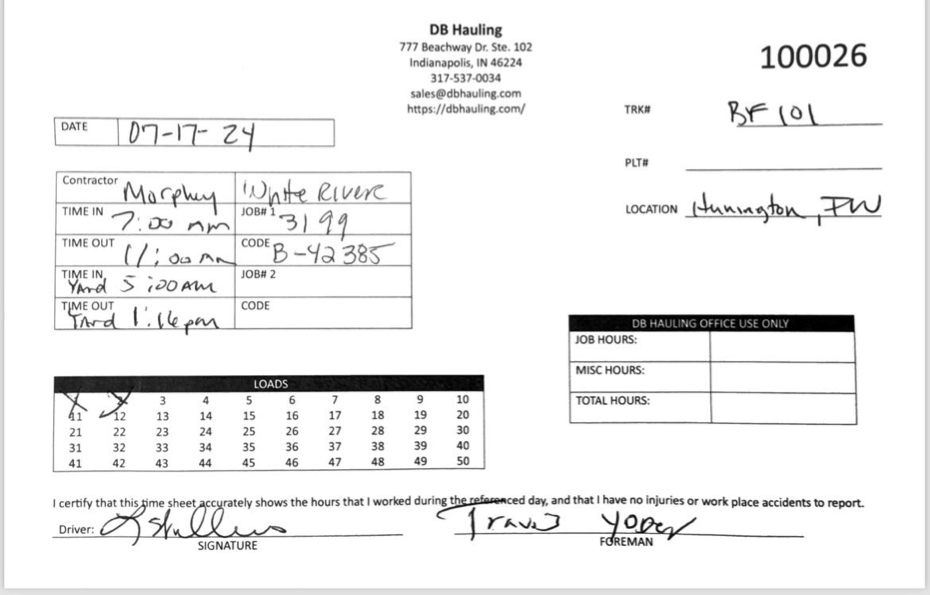 DB Hauling
777 Beachway Dr. Ste. 102
Indianapolis, IN 46224
317-537-0034
sales@dbhauling.com
https://dbhauling.com/
100026
TRK# BF 101
DATE 07-17-24
PLT#
Contractor Morphey White Rivere
LOCATION Hunington, IN
TIME IN 7:00 am JOB# 1 3199
TIME OUT 11:00 AM CODE B-42385
TIME IN Yard 5:00 AM JOB# 2
TIME OUT Yard 1:16 pm CODE
DB HAULING OFFICE USE ONLY
JOB HOURS:
MISC HOURS:
TOTAL HOURS:
LOADS
3 4 5 6 7 8 9 10
11 12 13 14 15 16 17 18 19 20
21 22 23 24 25 26 27 28 29 30
31 32 33 34 35 36 37 38 39 40
41 42 43 44 45 46 47 48 49 50
I certify that this time sheet accurately shows the hours that I worked during the referenced day, and that I have no injuries or work place accidents to report.
Driver: Travis Yoder
SIGNATURE FOREMAN